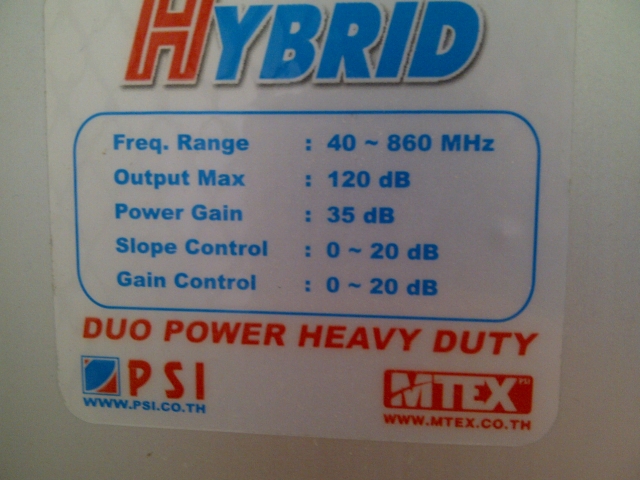 HYBRID
Freq. Range : 40 ~ 860 MHz
Output Max : 120 dB
Power Gain : 35 dB
Slope Control : 0 ~ 20 dB
Gain Control : 0 ~ 20 dB
DUO POWER HEAVY DUTY
PSI
WWW.PSI.CO.TH
MTEX PSI
WWW.MTEX.CO.TH